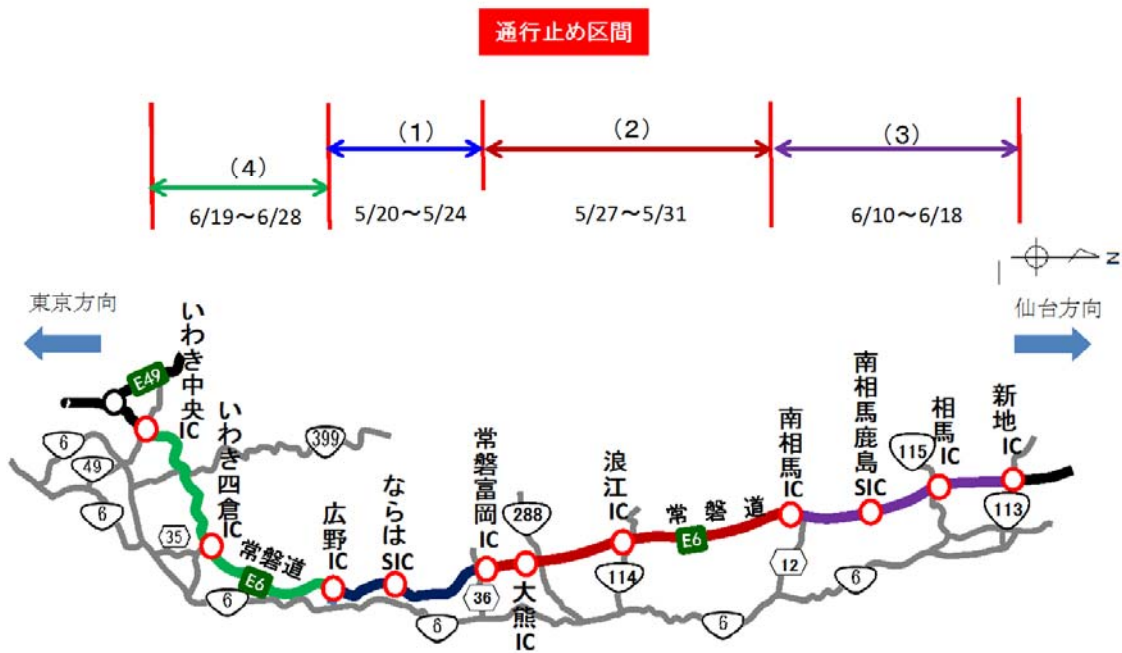 通行止め区間
(1)
(2)
(3)
(4)
6/19～6/28
5/20～5/24
5/27～5/31
6/10～6/18
N
東京方向
仙台方向
いわき中央IC
いわき四倉IC
広野IC
ならはSIC
常磐富岡IC
大熊IC
浪江IC
南相馬IC
南相馬鹿島SIC
相馬IC
新地IC
E49
6
49
6
399
35
常磐道
E6
6
6
36
288
114
常磐道
E6
12
6
6
115
113